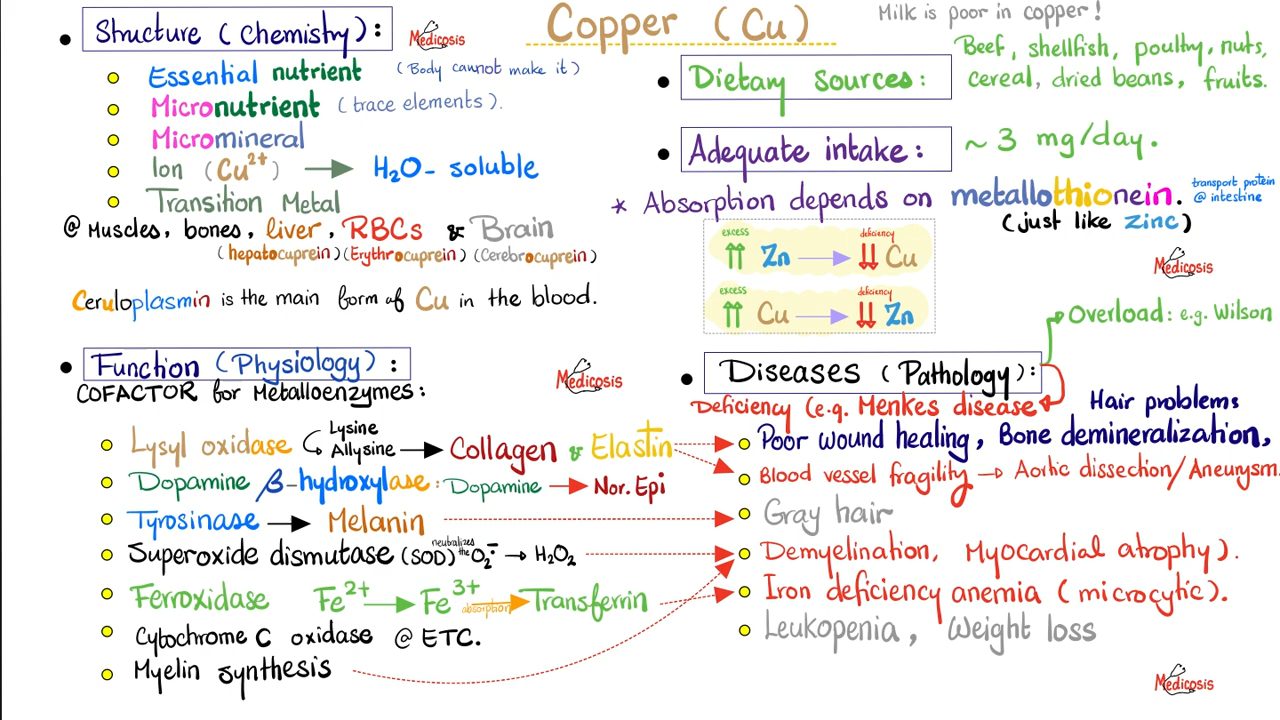 Copper (Cu)
• Structure (Chemistry):
Medicosis
Essential nutrient (Body cannot make it)
Micronutrient (trace elements).
Micromineral
Ion (Cu²⁺) → H₂O- soluble
Transition Metal
@ Muscles, bones, liver, RBCs & Brain
(hepatocuprein) (Erythrocuprein) (Cerebrocuprein)
Ceruloplasmin is the main form of Cu in the blood.
Milk is poor in copper!
• Dietary sources:
Beef, shellfish, poultry, nuts,
cereal, dried beans, fruits.
• Adequate intake: ~ 3 mg/day.
* Absorption depends on metallothionein. transport protein
@ intestine
(just like Zinc)
excess deficiency
↑↑ Zn → ↓↓ Cu
excess deficiency
↑↑ Cu → ↓↓ Zn
Medicosis
• Function (Physiology):
COFACTOR for Metalloenzymes:
Medicosis
Lysyl oxidase Lysine
Allysine → Collagen & Elastin
Dopamine β-hydroxylase: Dopamine → Nor. Epi
Tyrosinase → Melanin
Superoxide dismutase (SOD) neutralizes the O₂⁻ → H₂O₂
Ferroxidase Fe²⁺ → Fe³⁺ absorption → Transferrin
Cytochrome C oxidase @ ETC.
Myelin synthesis
Overload: e.g. Wilson
• Diseases (Pathology):
Deficiency (e.g. Menkes disease
Hair problems
Poor wound healing, Bone demineralization,
Blood vessel fragility → Aortic dissection/Aneurysm.
Gray hair
Demyelination, Myocardial atrophy).
Iron deficiency anemia (microcytic).
Leukopenia, Weight loss
Medicosis